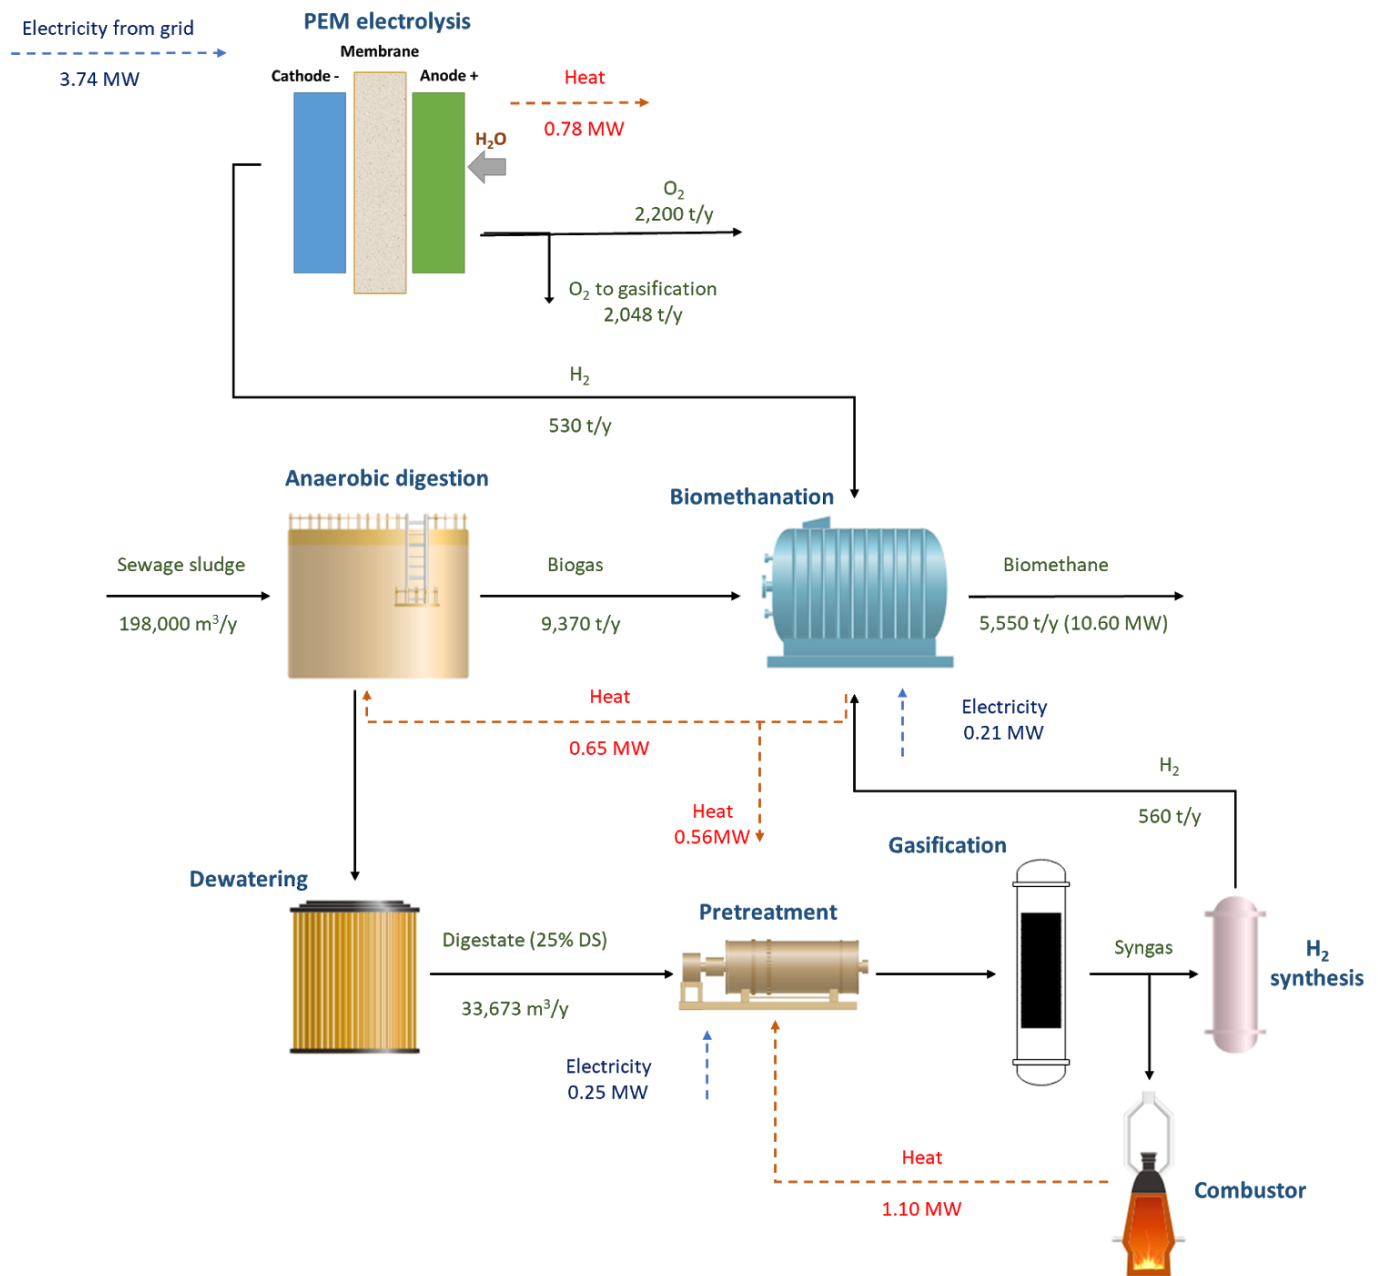 PEM electrolysis
Electricity from grid
3.74 MW
Membrane
Cathode -
Anode +
Heat
0.78 MW
H₂O
O₂
2,200 t/y
O₂ to gasification
2,048 t/y
H₂
530 t/y
Anaerobic digestion
Biomethanation
Sewage sludge
198,000 m³/y
Biogas
9,370 t/y
Biomethane
5,550 t/y (10.60 MW)
Heat
0.65 MW
Electricity
0.21 MW
Heat
0.56MW
H₂
560 t/y
Gasification
Dewatering
Pretreatment
Digestate (25% DS)
33,673 m³/y
Syngas
H₂
synthesis
Electricity
0.25 MW
Heat
1.10 MW
Combustor